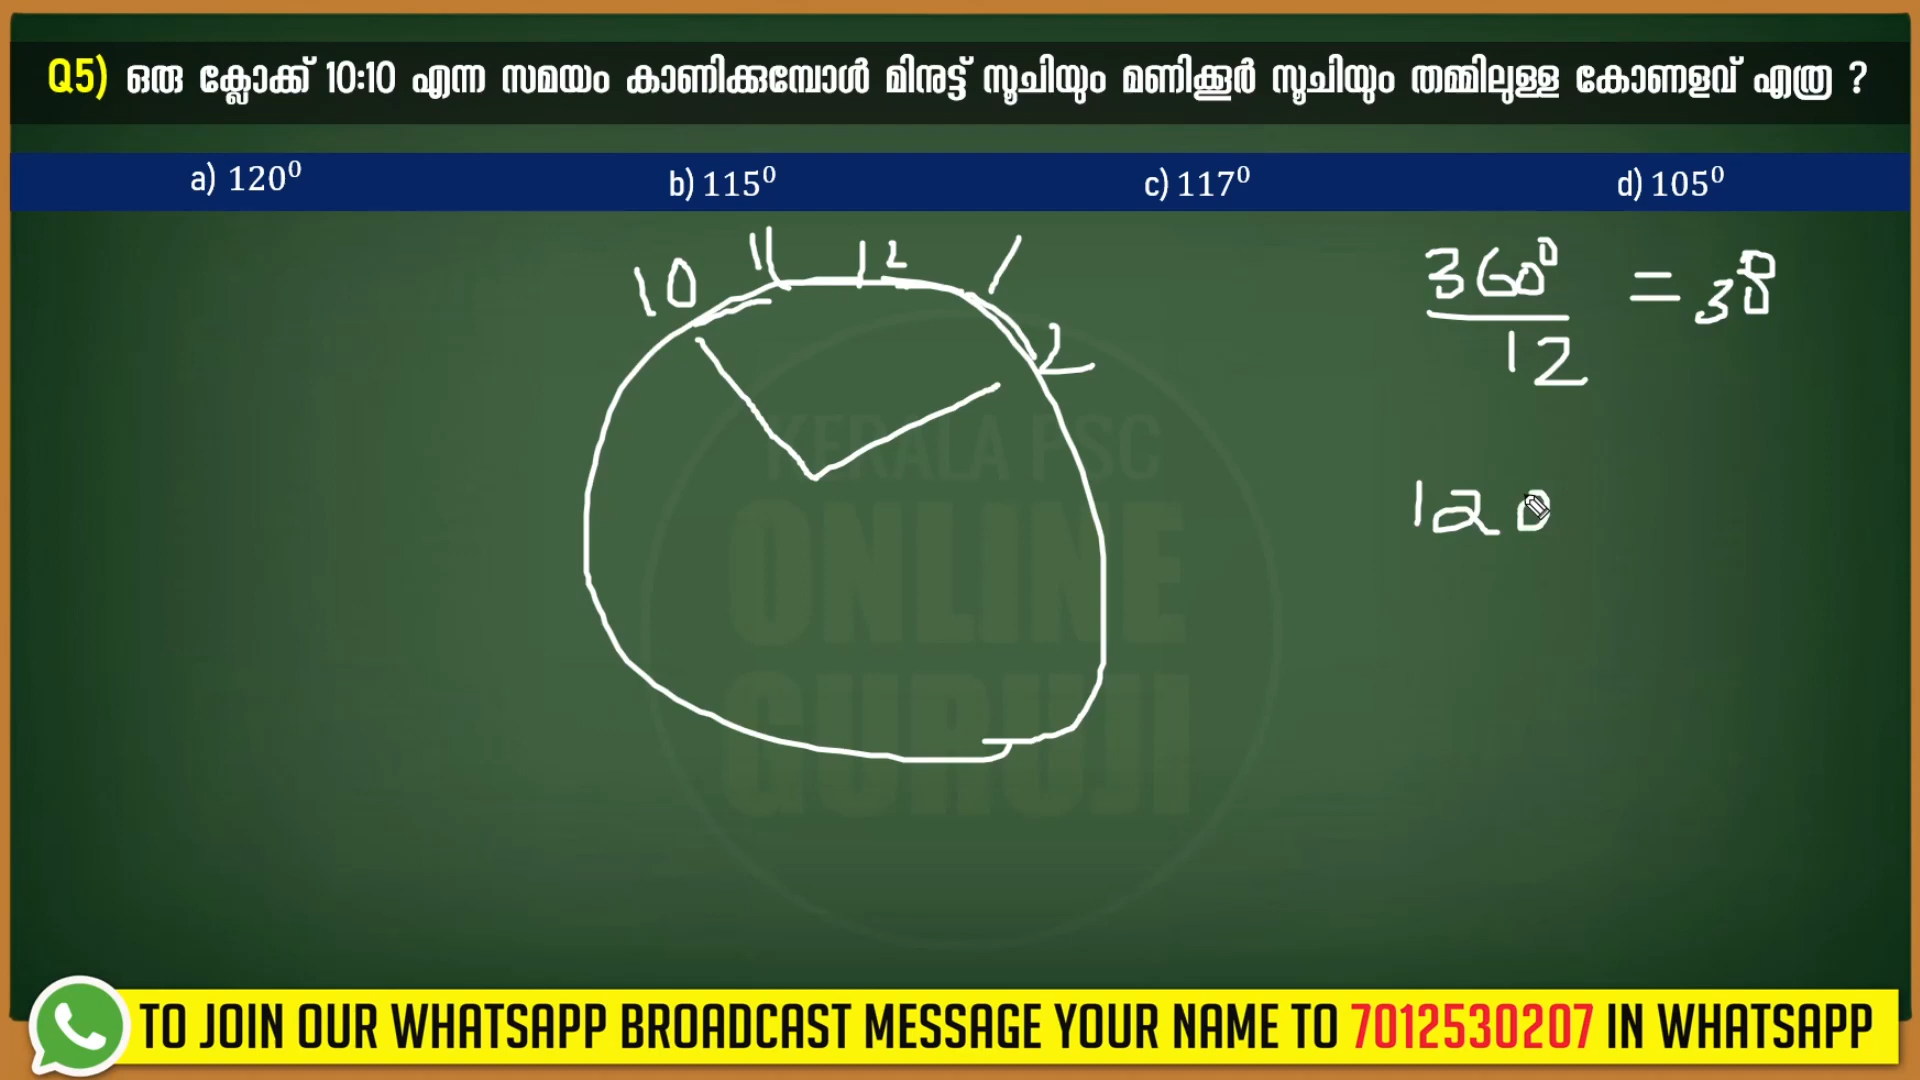 Q5) ഒരു ക്ലോക്ക് 10:10 എന്ന സമയം കാണിക്കുമ്പോൾ മിനുട്ട് സൂചിയും മണിക്കൂർ സൂചിയും തമ്മിലുള്ള കോണളവ് എത്ര ?
a) 120⁰ b) 115⁰ c) 117⁰ d) 105⁰
10 11 12 1 2
360⁰
12
= 30
120
KERALA PSC
ONLINE
GURUJI
TO JOIN OUR WHATSAPP BROADCAST MESSAGE YOUR NAME TO 7012530207 IN WHATSAPP